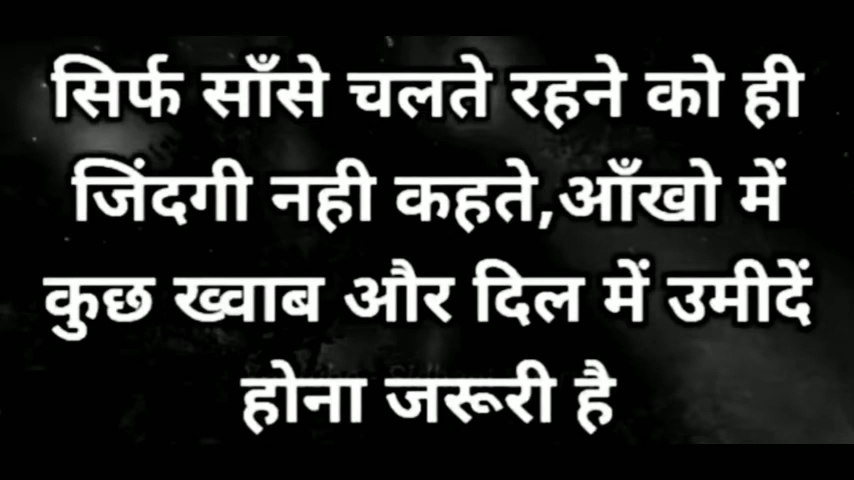 सिर्फ साँसे चलते रहने को ही
जिंदगी नही कहते,आँखो में
कुछ ख्वाब और दिल में उमीदें
होना जरूरी है